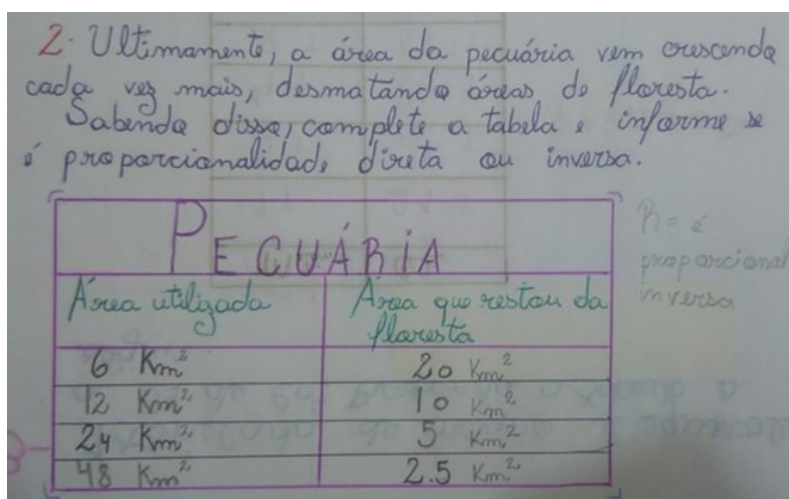 2- Ultimamente, a área da pecuária vem crescendo
cada vez mais, desmatando áreas de floresta.
Sabendo disso, complete a tabela e informe se
é proporcionalidade direta ou inversa.
PECUÁRIA
Área utilizada
Área que restou da
floresta
6 Km²
20 Km²
12 Km²
10 Km²
24 Km²
5 Km²
48 Km²
2.5 Km²
R= é
proporcional
inversa